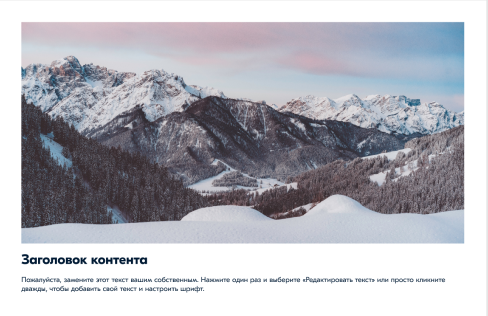 Заголовок контента
Пожалуйста, замените этот текст вашим собственным. Нажмите один раз и выберите «Редактировать текст» или просто кликните
дважды, чтобы добавить свой текст и настроить шрифт.